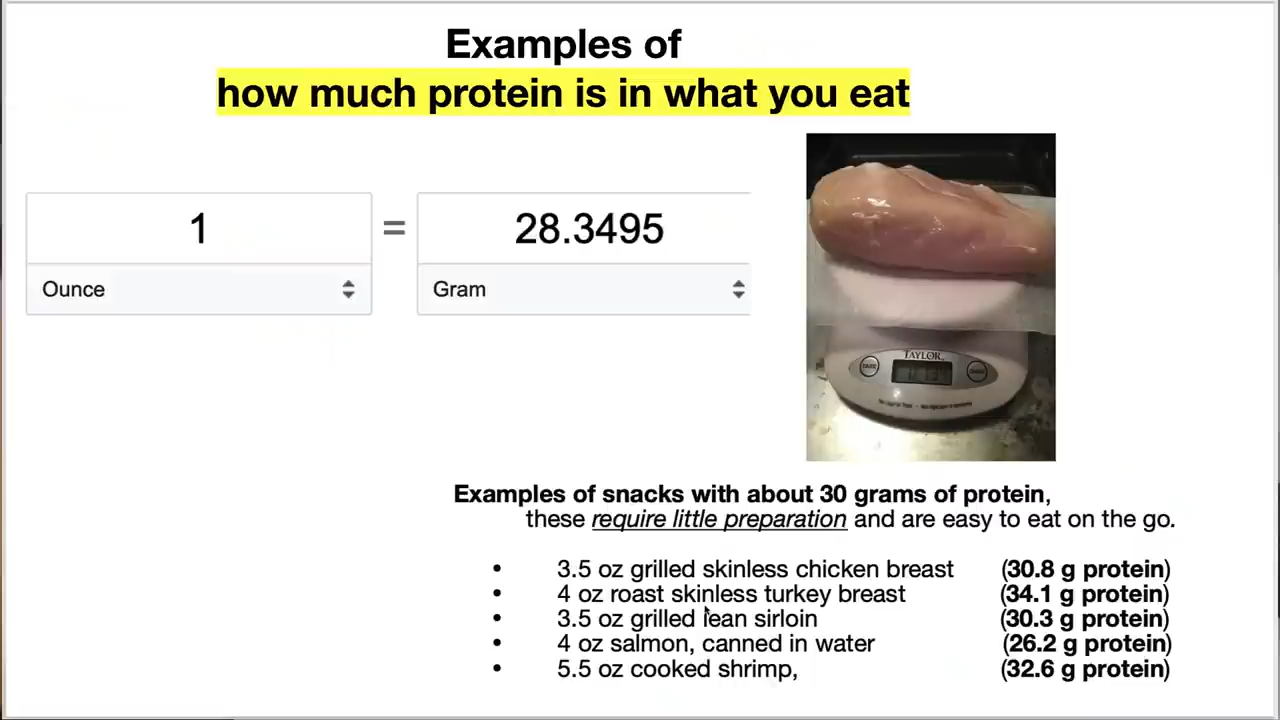 Examples of
how much protein is in what you eat
1 = 28.3495
Ounce Gram
TAYLOR
Examples of snacks with about 30 grams of protein,
these require little preparation and are easy to eat on the go.
• 3.5 oz grilled skinless chicken breast (30.8 g protein)
• 4 oz roast skinless turkey breast (34.1 g protein)
• 3.5 oz grilled lean sirloin (30.3 g protein)
• 4 oz salmon, canned in water (26.2 g protein)
• 5.5 oz cooked shrimp, (32.6 g protein)